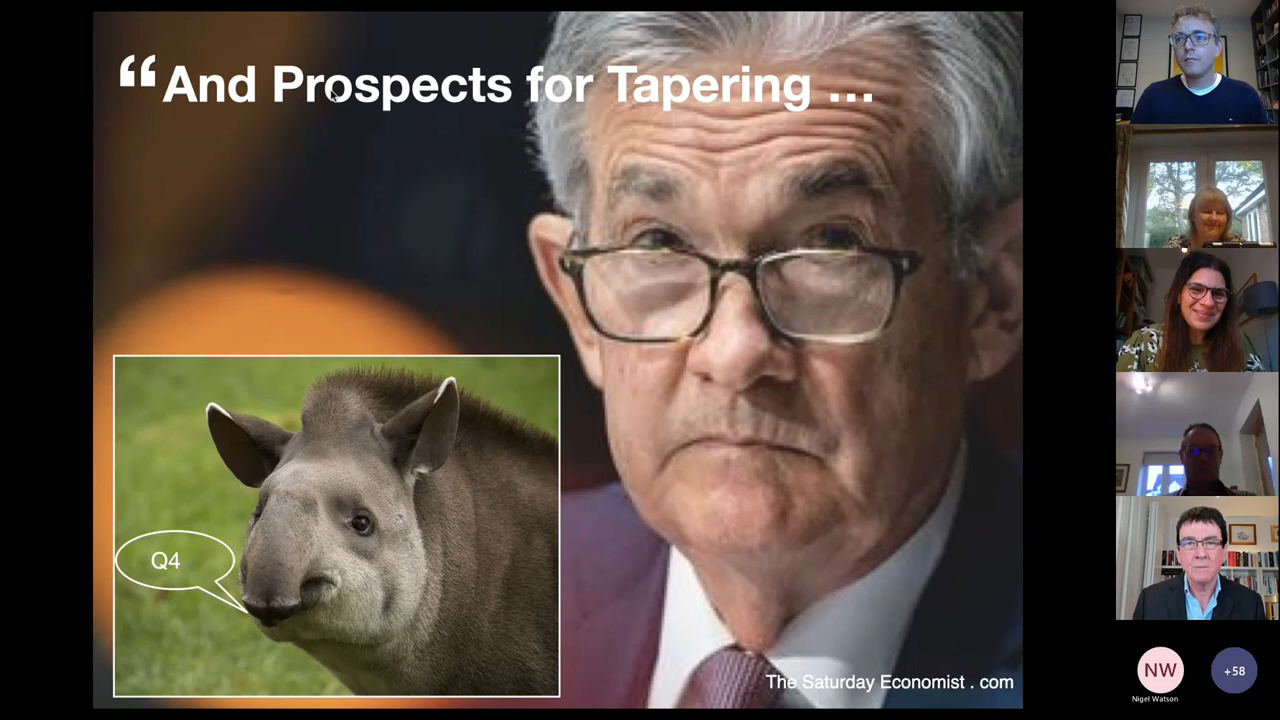 “And Prospects for Tapering ...
Q4
The Saturday Economist . com
NW
+58
Nigel Watson